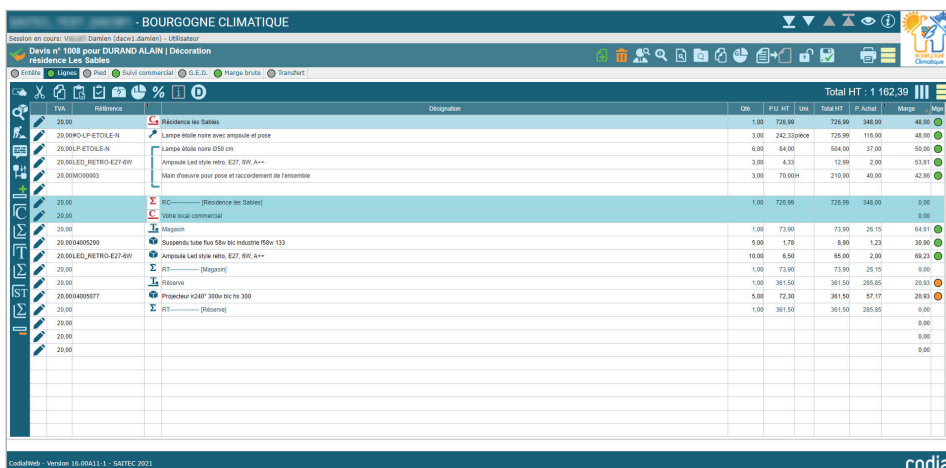 - BOURGOGNE CLIMATIQUE
Session en cours: Damien (dacw1.damien) - Utilisateur
Devis n° 1008 pour DURAND ALAIN | Décoration
résidence Les Sables
Entête Lignes Pied Suivi commercial G.E.D. Marge brute Transfert
Total HT : 1 162,39
TVA Référence Désignation Qté. P.U. HT Uni. Total HT P. Achat Marge Mge
20,00 C Résidence les Sables 1,00 726,99 726,99 348,00 48,00
20,00 #O-LP-ETOILE-N Lampe étoile noire avec ampoule et pose 3,00 242,33 pièce 726,99 116,00 48,00
20,00 LP-ETOILE-N Lampe étoile noire Ø50 cm 6,00 84,00 504,00 37,00 50,00
20,00 LED_RETRO-E27-6W Ampoule Led style retro, E27, 6W, A++ 3,00 4,33 12,99 2,00 53,81
20,00 MO00003 Main d'oeuvre pour pose et raccordement de l'ensemble 3,00 70,00 H 210,00 40,00 42,86
20,00 Σ RC-------------- [Résidence les Sables] 1,00 726,99 726,99 348,00 0,00
20,00 C Votre local commercial 0,00
20,00 T Magasin 1,00 73,90 73,90 26,15 64,61
20,00 04005290 Suspendu tube fluo 58w blc industrie f58w 133 5,00 1,78 8,90 1,23 30,90
20,00 LED_RETRO-E27-6W Ampoule Led style retro, E27, 6W, A++ 10,00 6,50 65,00 2,00 69,23
20,00 Σ RT-------------- [Magasin] 1,00 73,90 73,90 26,15 0,00
20,00 T Réserve 1,00 361,50 361,50 285,85 20,93
20,00 04005077 Projecteur ir240° 300w blc hs 300 5,00 72,30 361,50 57,17 20,93
20,00 Σ RT-------------- [Réserve] 1,00 361,50 361,50 285,85 0,00
20,00 0,00
20,00 0,00
20,00 0,00
CodialWeb - Version 16.00A11-1 - SAITEC 2021
codial